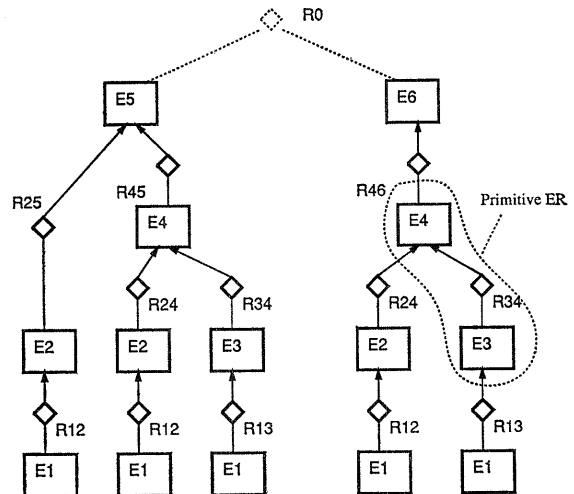 R0
E5 E6
R25 R45 R46 Primitive ER
E4 E4
R24 R34 R24 R34
E2 E2 E3 E2 E3
R12 R12 R13 R12 R13
E1 E1 E1 E1 E1